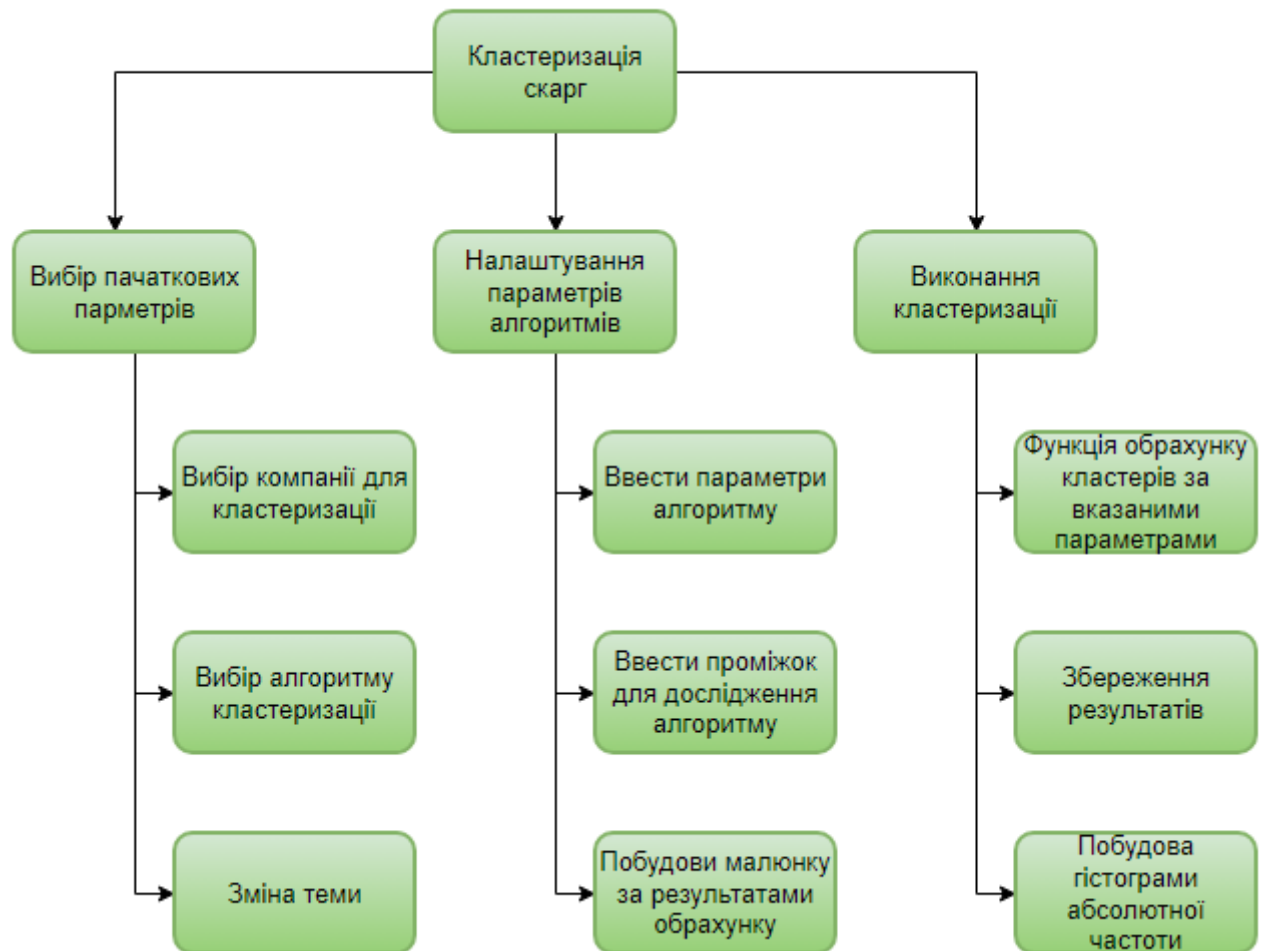 Кластеризація
скарг
Вибір пачаткових
парметрів
Налаштування
параметрів
алгоритмів
Виконання
кластеризації
Вибір компанії для
кластеризації
Ввести параметри
алгоритму
Функція обрахунку
кластерів за
вказаними
параметрами
Вибір алгоритму
кластеризації
Ввести проміжок
для дослідження
алгоритму
Збереження
результатів
Зміна теми
Побудови малюнку
за результатами
обрахунку
Побудова
гістограми
абсолютної
частоти